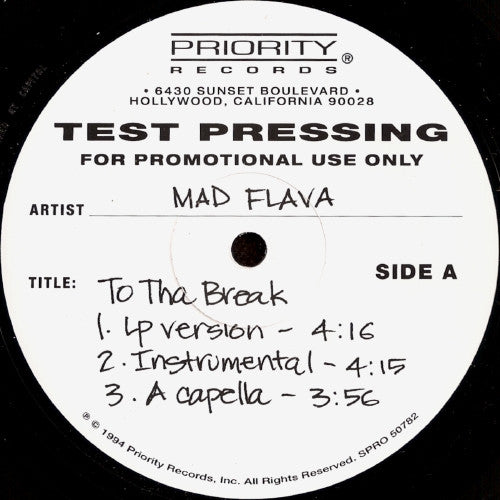 PRIORITY
RECORDS ®
• 6430 SUNSET BOULEVARD •
HOLLYWOOD, CALIFORNIA 90028
TEST PRESSING
FOR PROMOTIONAL USE ONLY
ARTIST MAD FLAVA
SIDE A
TITLE: To Tha Break
1. Lp version - 4:16
2. Instrumental - 4:15
3. A capella - 3:56
℗ © 1994 Priority Records, Inc. All Rights Reserved. SPRO 50782